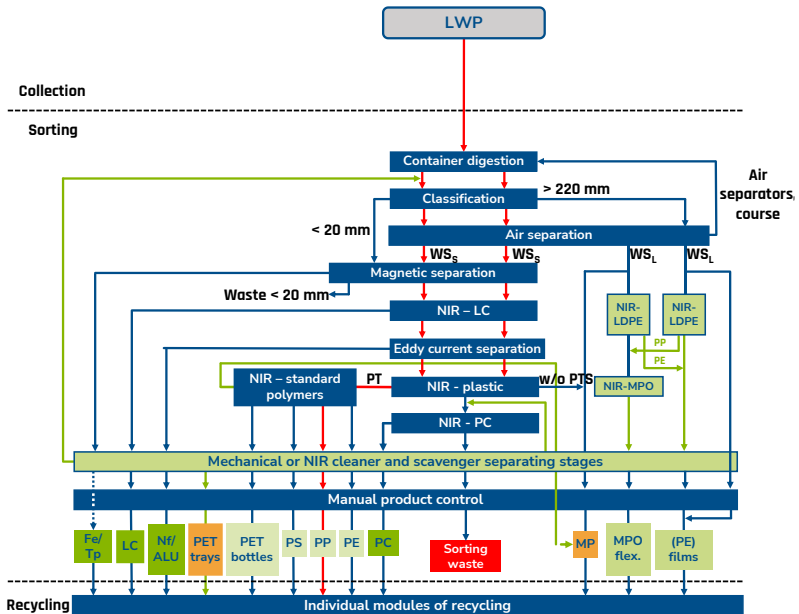 LWP
Collection
Sorting
Container digestion
Air
separators,
course
Classification
> 220 mm
< 20 mm
Air separation
WSS
WSS
WSL
WSL
Magnetic separation
Waste < 20 mm
NIR – LC
NIR-
LDPE
NIR-
LDPE
PP
PE
Eddy current separation
NIR – standard
polymers
PT
NIR - plastic
w/o PTS
NIR-MPO
NIR - PC
Mechanical or NIR cleaner and scavenger separating stages
Manual product control
Fe/
Tp
LC
Nf/
ALU
PET
trays
PET
bottles
PS
PP
PE
PC
Sorting
waste
MP
MPO
flex.
(PE)
films
Recycling
Individual modules of recycling